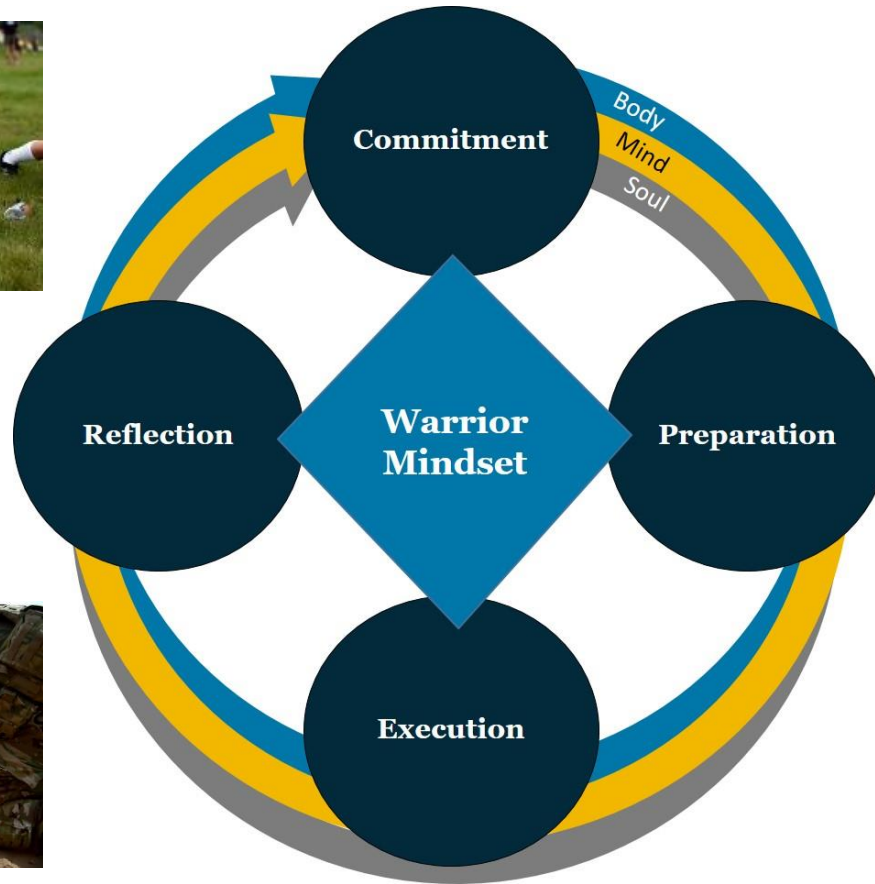 Commitment
Body
Mind
Soul
Reflection
Warrior
Mindset
Preparation
Execution